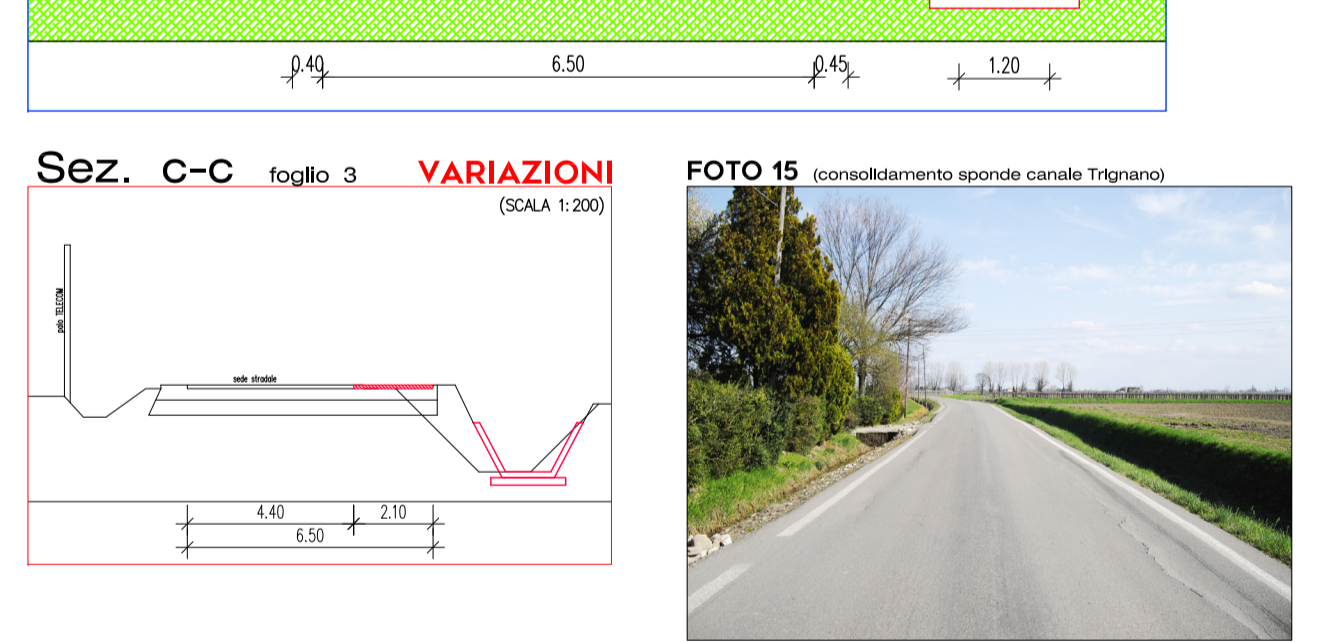 0.40 6.50 0.45 1.20
Sez. C-C foglio 3 VARIAZIONI
(SCALA 1:200)
palo TELECOM
sede stradale
4.40 2.10
6.50
FOTO 15 (consolidamento sponde canale Trignano)